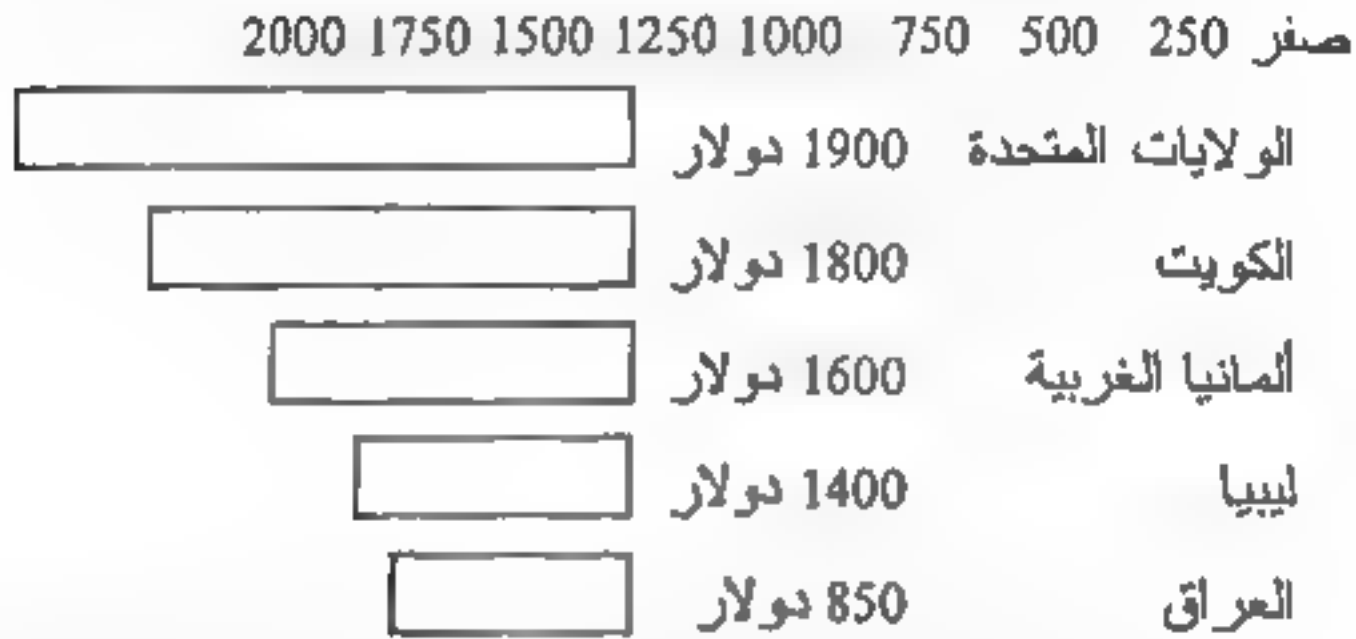 صفر 250 500 750 1000 1250 1500 1750 2000
الولايات المتحدة 1900 دولار
الكويت 1800 دولار
ألمانيا الغربية 1600 دولار
ليبيا 1400 دولار
العراق 850 دولار